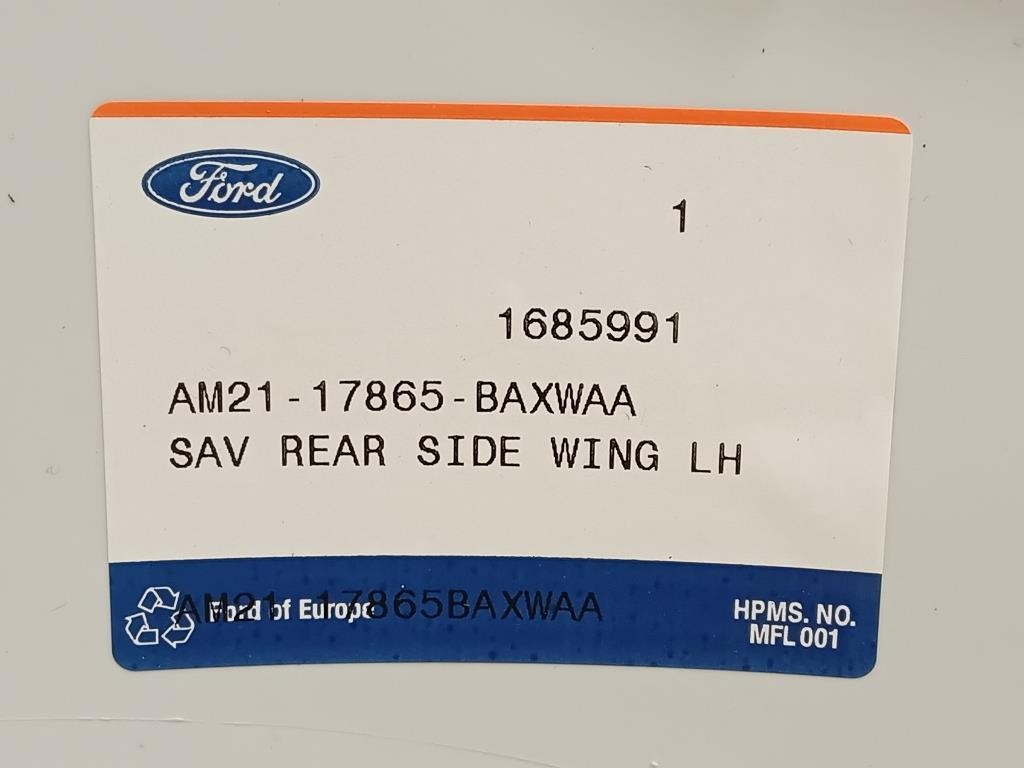 Ford
1
1685991
AM21-17865-BAXWAA
SAV REAR SIDE WING LH
AM21-17865BAXWAA
Ford of Europe
HPMS. NO.
MFL 001